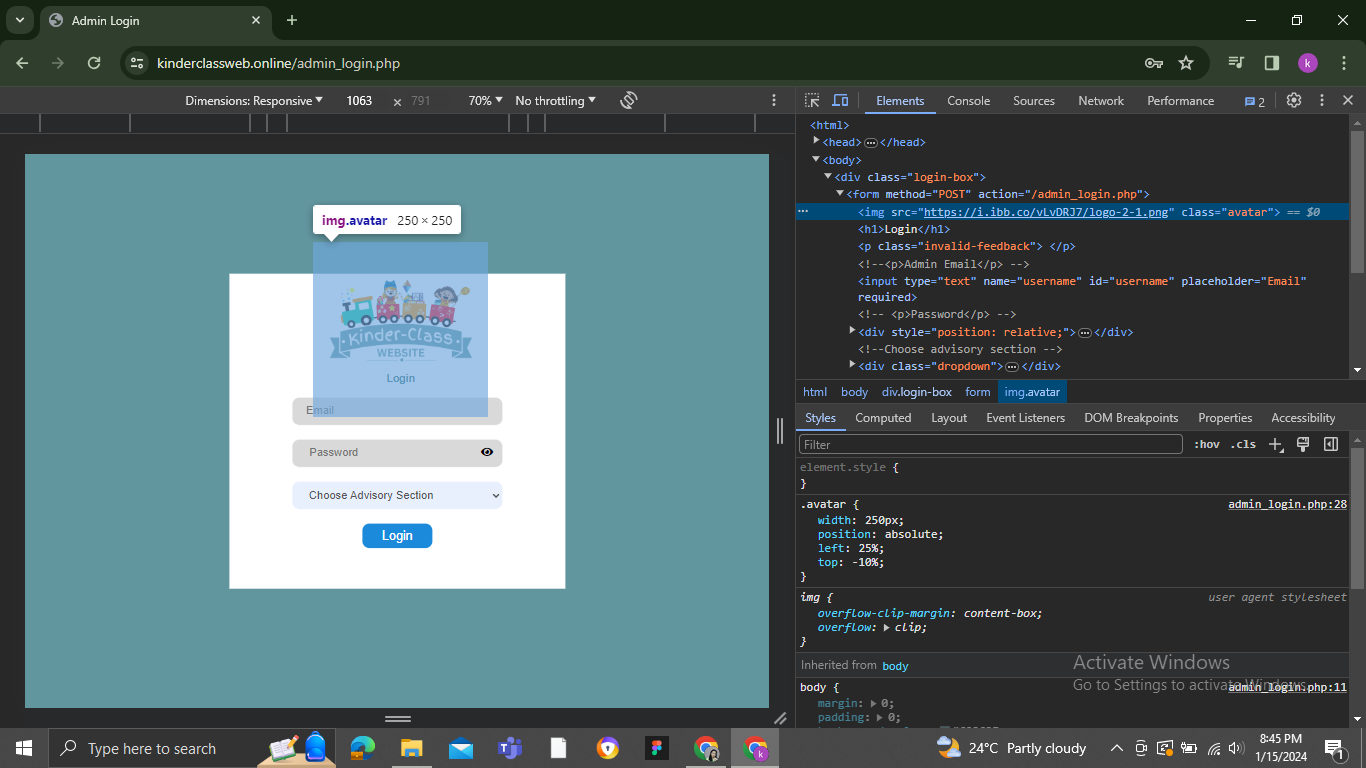 Admin Login
kinderclassweb.online/admin_login.php
k
Dimensions: Responsive 1063 × 791 70% No throttling
Elements Console Sources Network Performance 2
<html>
<head> </head>
<body>
<div class="login-box">
<form method="POST" action="/admin_login.php">
<img src="https://i.ibb.co/vLvDRJ7/logo-2-1.png" class="avatar"> == $0
<h1>Login</h1>
<p class="invalid-feedback"> </p>
<!--<p>Admin Email</p> -->
<input type="text" name="username" id="username" placeholder="Email"
required>
<!-- <p>Password</p> -->
<div style="position: relative;"> </div>
<!--Choose advisory section -->
<div class="dropdown"> </div>
html body div.login-box form img.avatar
Styles Computed Layout Event Listeners DOM Breakpoints Properties Accessibility
Filter :hov .cls
element.style {
}
.avatar { admin_login.php:28
width: 250px;
position: absolute;
left: 25%;
top: -10%;
}
img { user agent stylesheet
overflow-clip-margin: content-box;
overflow: clip;
}
Inherited from body
body { admin_login.php:11
margin: 0;
padding: 0;
Activate Windows
Go to Settings to activate Windows.
img.avatar 250 × 250
Kinder-Class
WEBSITE
Login
Email
Password
Choose Advisory Section
Login
Type here to search
24°C Partly cloudy
8:45 PM
1/15/2024
1